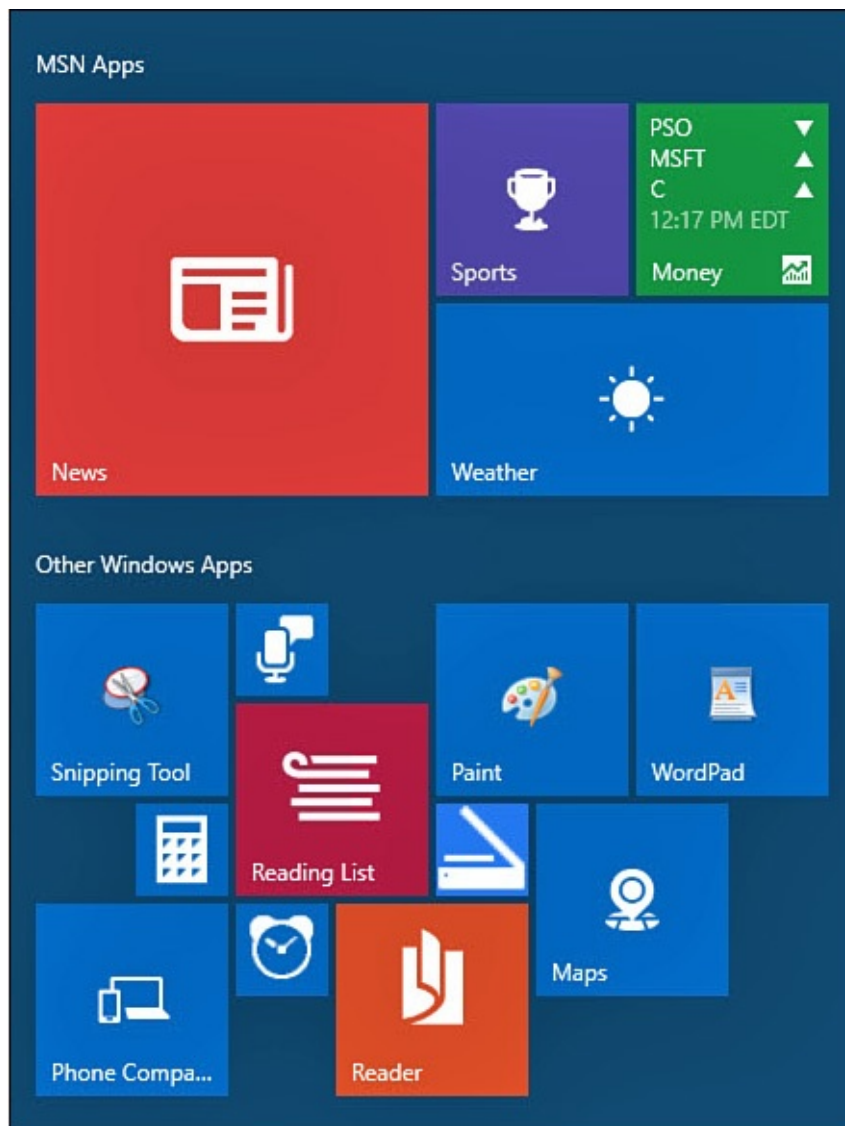 MSN Apps
PSO
MSFT
C
12:17 PM EDT
Sports
Money
News
Weather
Other Windows Apps
Snipping Tool
Paint
WordPad
Reading List
Maps
Phone Compa...
Reader